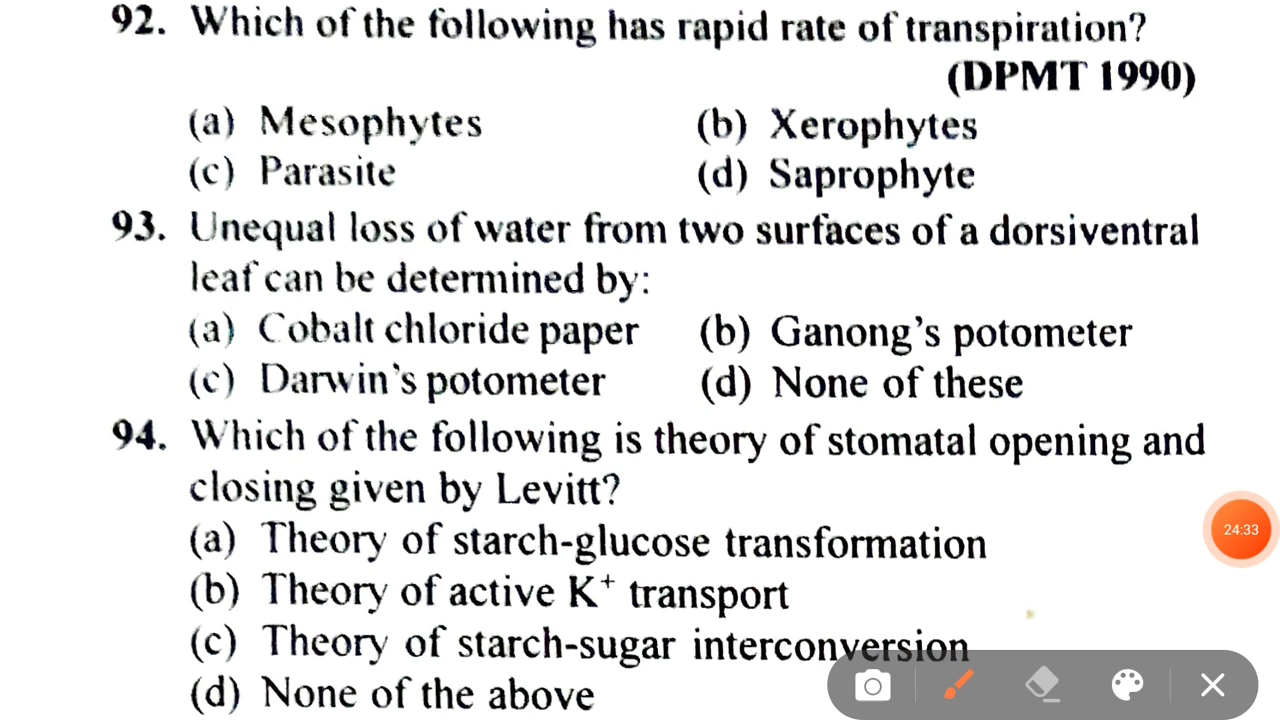 92. Which of the following has rapid rate of transpiration?
(DPMT 1990)
(a) Mesophytes (b) Xerophytes
(c) Parasite (d) Saprophyte
93. Unequal loss of water from two surfaces of a dorsiventral
leaf can be determined by:
(a) Cobalt chloride paper (b) Ganong's potometer
(c) Darwin's potometer (d) None of these
94. Which of the following is theory of stomatal opening and
closing given by Levitt?
(a) Theory of starch-glucose transformation
24:33
(b) Theory of active K⁺ transport
(c) Theory of starch-sugar interconversion
(d) None of the above